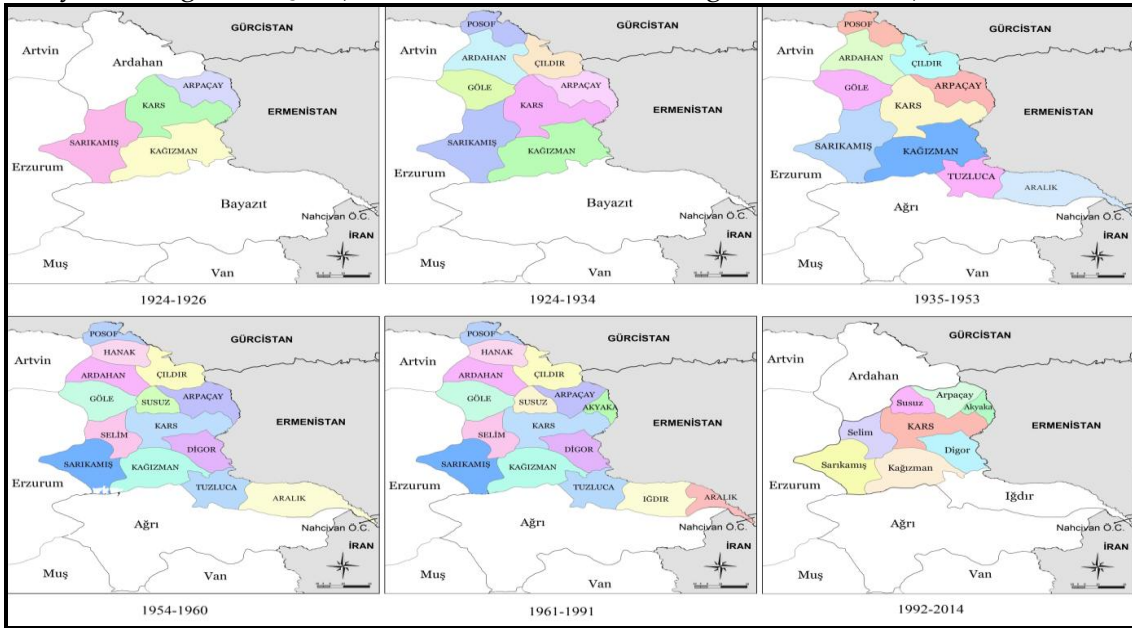 GÜRCİSTAN
Artvin
Ardahan
ARPAÇAY
KARS
ERMENİSTAN
SARIKAMIŞ
KAĞIZMAN
Erzurum
Bayazıt
Nahcivan Ö.C.
İRAN
Muş
Van
1924-1926
POSOF
GÜRCİSTAN
Artvin
ARDAHAN
ÇILDIR
GÖLE
ARPAÇAY
KARS
ERMENİSTAN
SARIKAMIŞ
KAĞIZMAN
Erzurum
Bayazıt
Nahcivan Ö.C.
İRAN
Muş
Van
1924-1934
POSOF
GÜRCİSTAN
Artvin
ARDAHAN
ÇILDIR
GÖLE
ARPAÇAY
KARS
ERMENİSTAN
SARIKAMIŞ
KAĞIZMAN
Erzurum
TUZLUCA
ARALIK
Ağrı
Nahcivan Ö.C.
İRAN
Muş
Van
1935-1953
POSOF
GÜRCİSTAN
HANAK
Artvin
ARDAHAN
ÇILDIR
GÖLE
SUSUZ
ARPAÇAY
KARS
ERMENİSTAN
SELİM
DİGOR
SARIKAMIŞ
KAĞIZMAN
Erzurum
TUZLUCA
ARALIK
Ağrı
Nahcivan Ö.C.
İRAN
Muş
Van
1954-1960
POSOF
GÜRCİSTAN
HANAK
Artvin
ARDAHAN
ÇILDIR
GÖLE
SUSUZ
ARPAÇAY
AKYAKA
KARS
ERMENİSTAN
SELİM
DİGOR
SARIKAMIŞ
KAĞIZMAN
Erzurum
TUZLUCA
IĞDIR
ARALIK
Ağrı
Nahcivan Ö.C.
İRAN
Muş
Van
1961-1991
GÜRCİSTAN
Artvin
Ardahan
Arpaçay
Susuz
Akyaka
KARS
ERMENİSTAN
Selim
Digor
Sarıkamış
Kağızman
Erzurum
Iğdır
Ağrı
Nahcivan Ö.C.
İRAN
Muş
Van
1992-2014